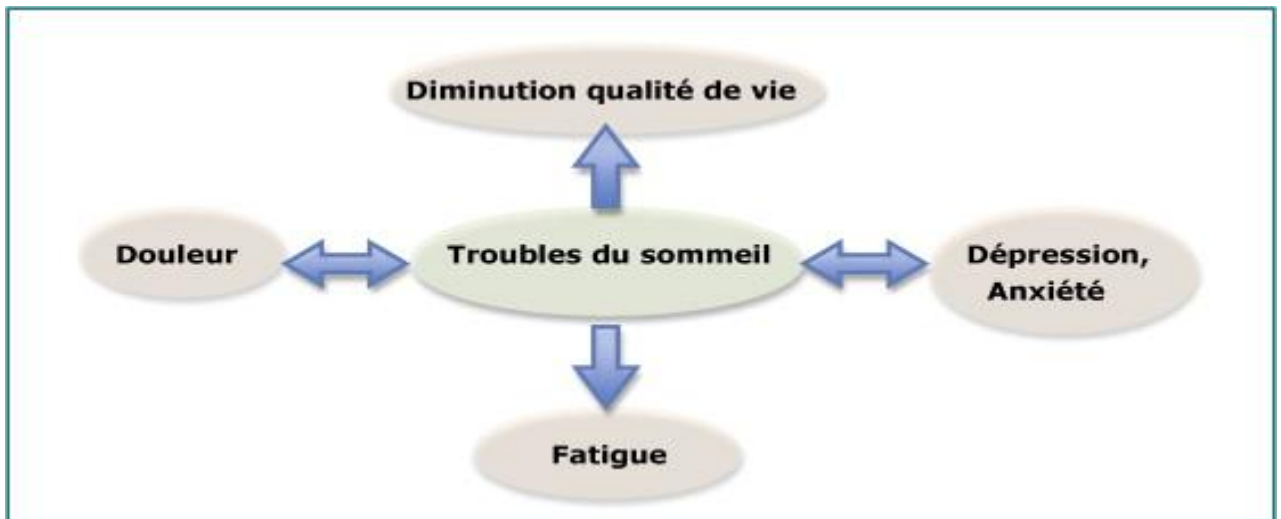 Diminution qualité de vie
Douleur
Troubles du sommeil
Dépression,
Anxiété
Fatigue